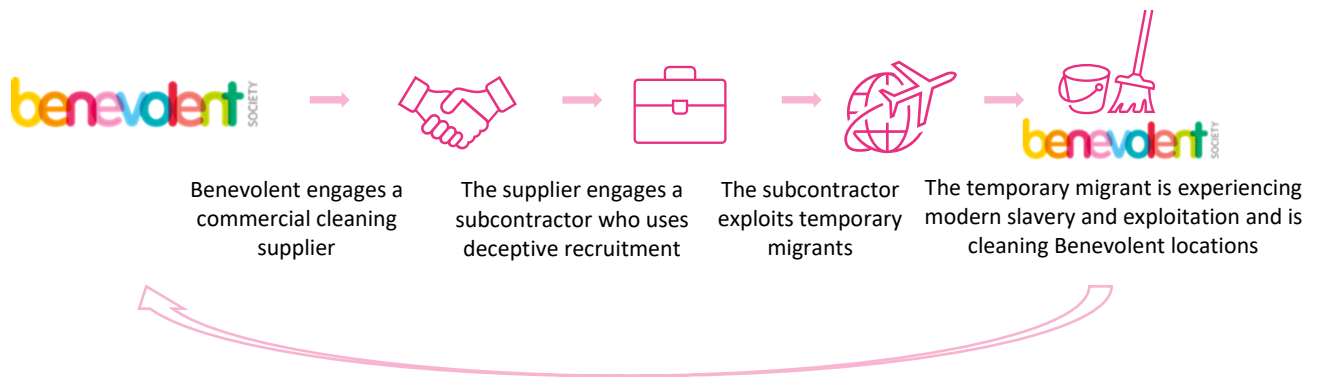 benevolent
SOCIETY
benevolent
SOCIETY
Benevolent engages a
commercial cleaning
supplier
The supplier engages a
subcontractor who uses
deceptive recruitment
The subcontractor
exploits temporary
migrants
The temporary migrant is experiencing
modern slavery and exploitation and is
cleaning Benevolent locations